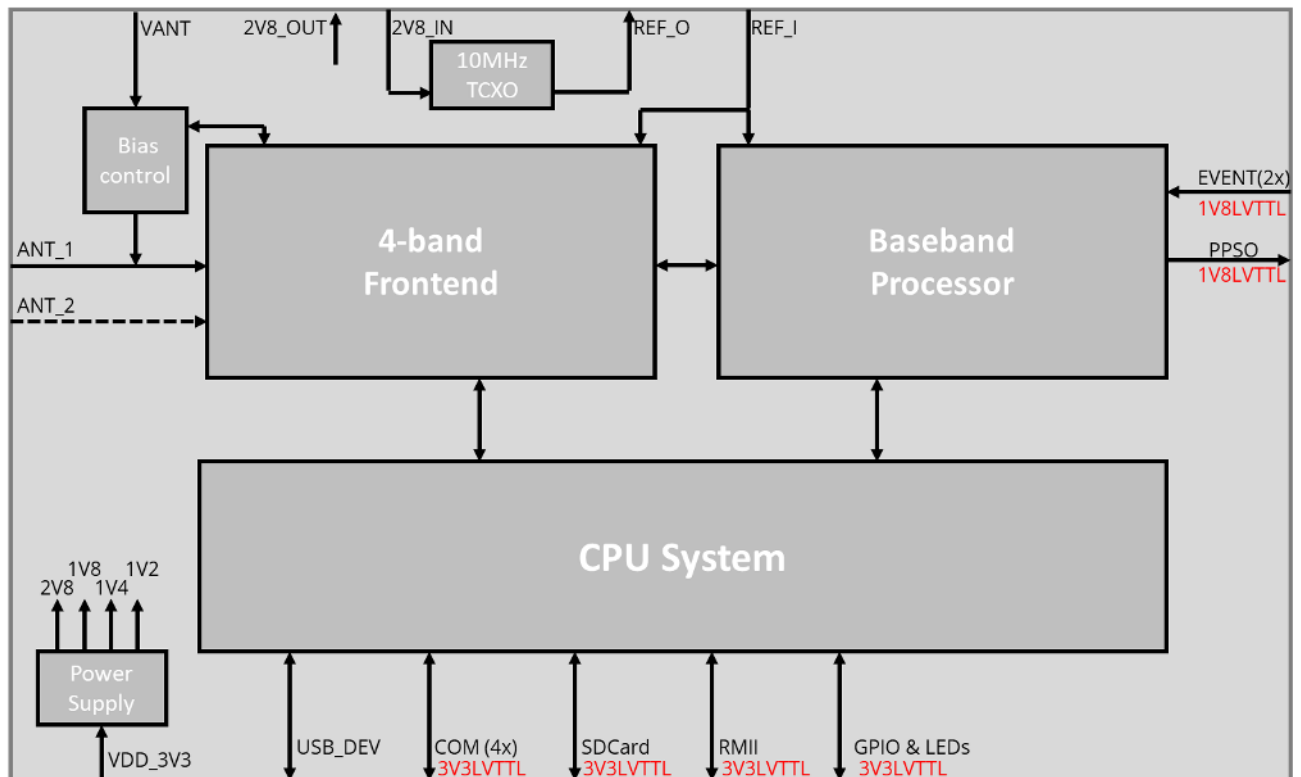 VANT
2V8_OUT
2V8_IN
REF_O
REF_I
10MHz
TCXO
Bias
control
EVENT(2x)
1V8LVTTL
4-band
Frontend
Baseband
Processor
ANT_1
PPSO
1V8LVTTL
ANT_2
CPU System
1V8
1V2
2V8
1V4
Power
Supply
VDD_3V3
USB_DEV
COM (4x)
3V3LVTTL
SDCard
3V3LVTTL
RMII
3V3LVTTL
GPIO & LEDs
3V3LVTTL